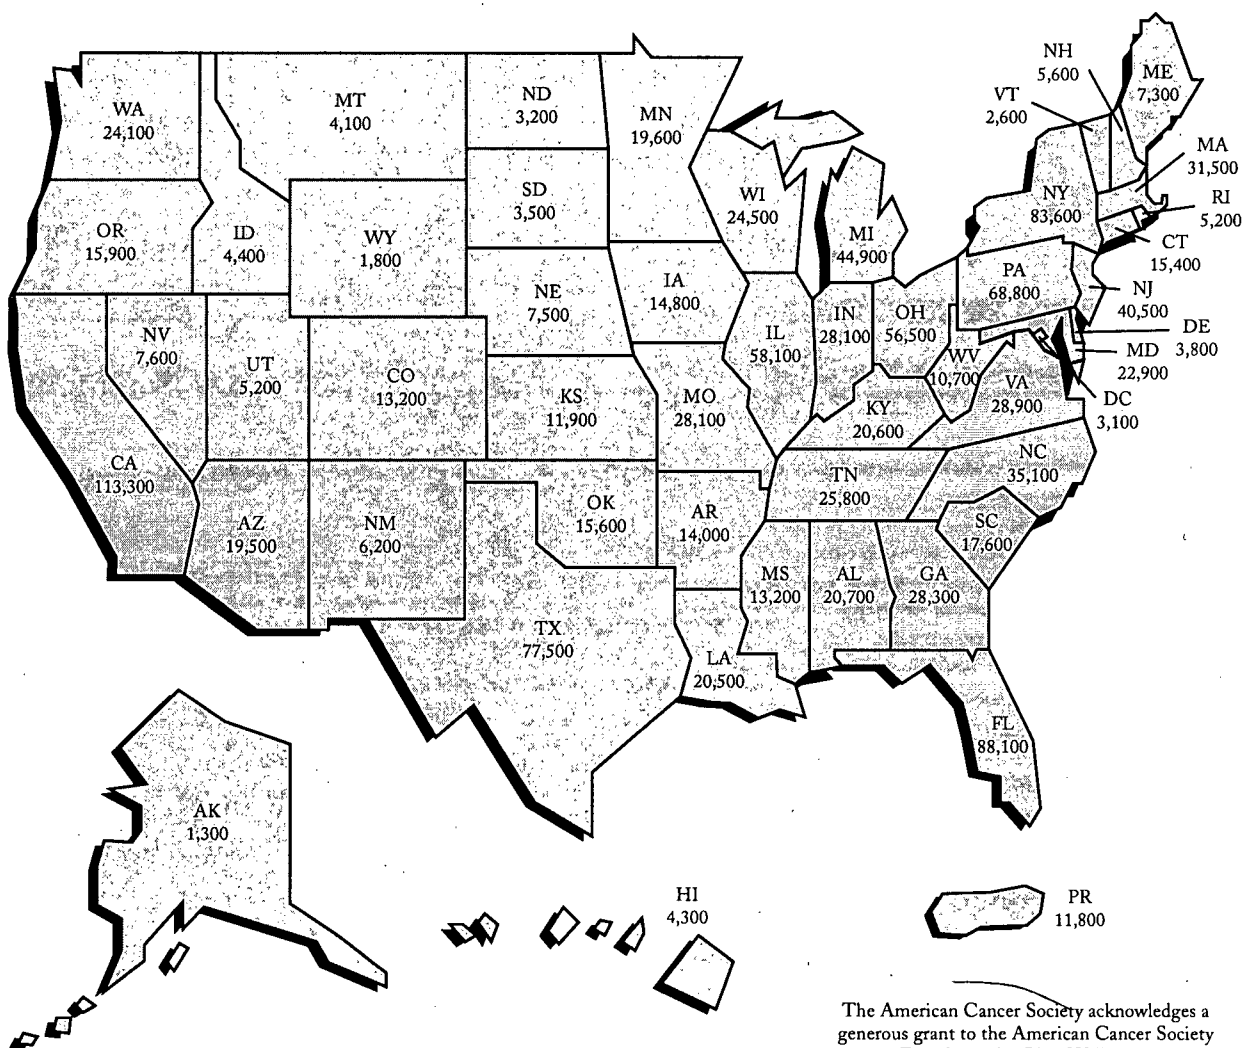 NH
5,600
ME
7,300
VT
2,600
WA
24,100
MT
4,100
ND
3,200
MN
19,600
MA
31,500
OR
15,900
ID
4,400
WY
1,800
SD
3,500
WI
24,500
MI
44,900
NY
83,600
RI
5,200
CT
15,400
NV
7,600
UT
5,200
CO
13,200
NE
7,500
IA
14,800
IL
58,100
IN
28,100
OH
56,500
PA
68,800
NJ
40,500
DE
3,800
MD
22,900
DC
3,100
WV
10,700
VA
28,900
KS
11,900
MO
28,100
KY
20,600
CA
113,300
AZ
19,500
NM
6,200
OK
15,600
AR
14,000
TN
25,800
NC
35,100
SC
17,600
MS
13,200
AL
20,700
GA
28,300
TX
77,500
LA
20,500
FL
88,100
AK
1,300
HI
4,300
PR
11,800
The American Cancer Society acknowledges a
generous grant to the American Cancer Society